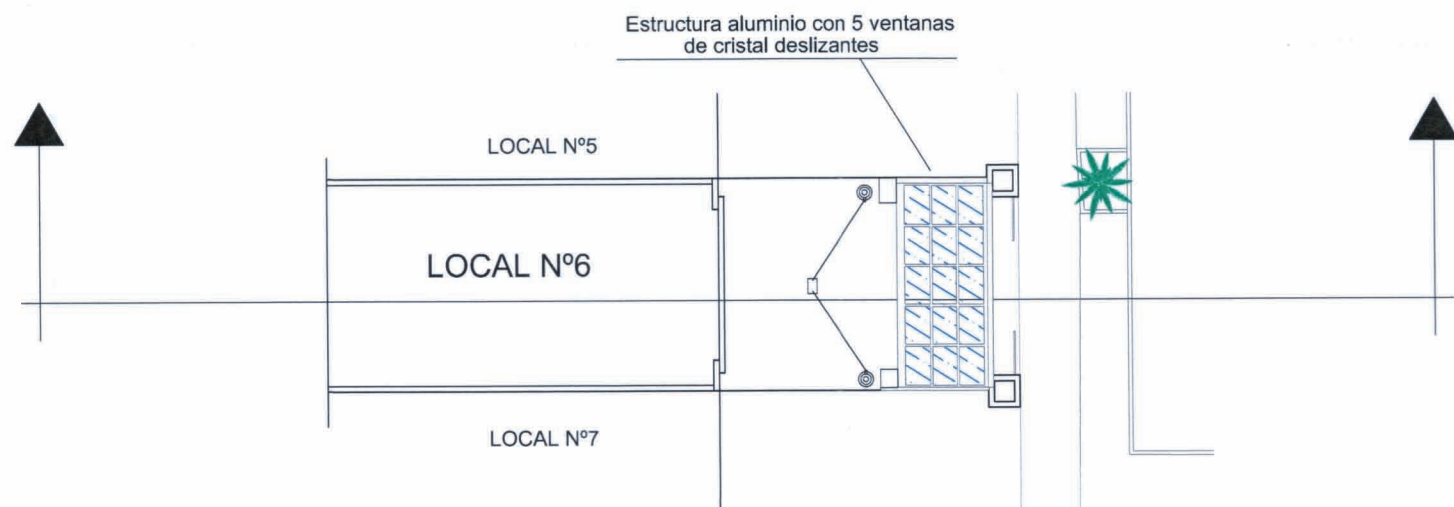 Estructura aluminio con 5 ventanas
de cristal deslizantes
LOCAL Nº5
LOCAL Nº6
LOCAL Nº7